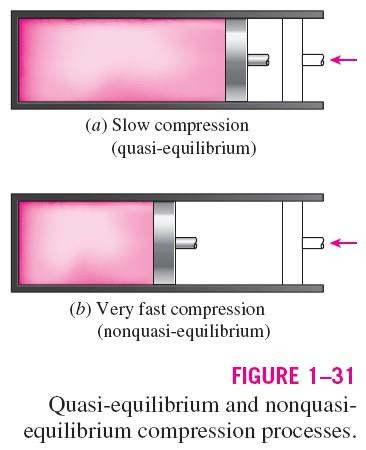 (a) Slow compression
(quasi-equilibrium)
(b) Very fast compression
(nonquasi-equilibrium)
FIGURE 1–31
Quasi-equilibrium and nonquasi-
equilibrium compression processes.